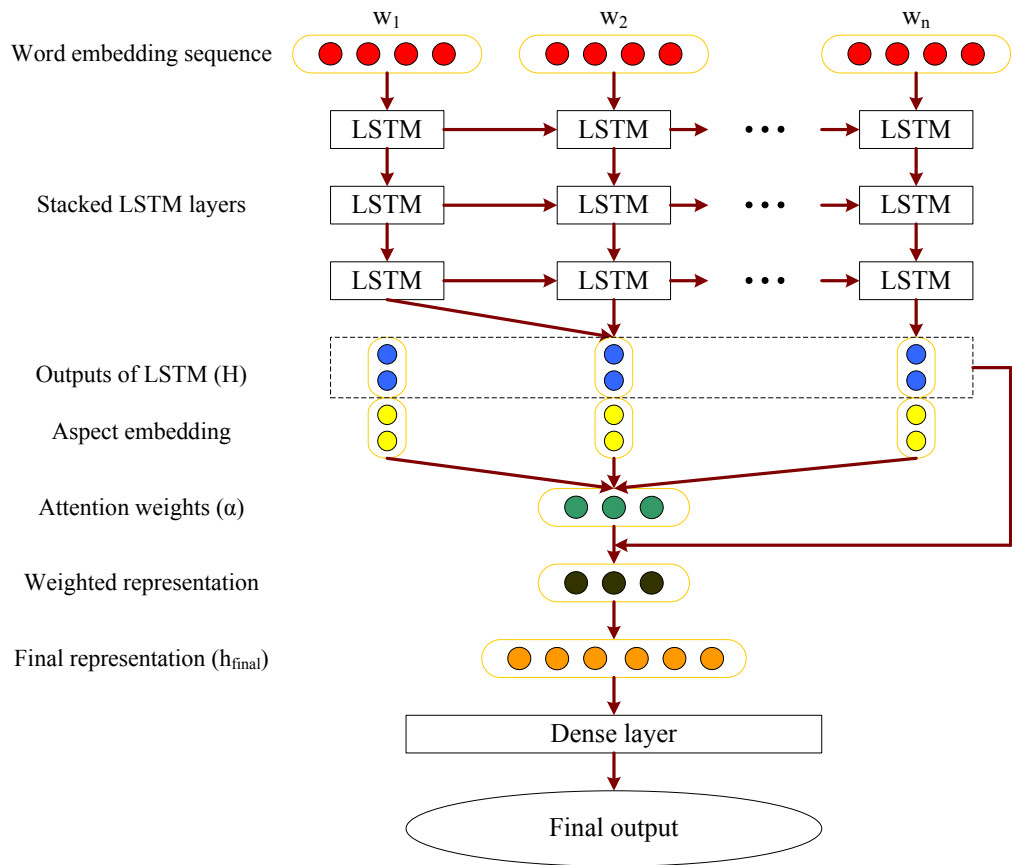 w₁ w₂ wₙ
Word embedding sequence
LSTM LSTM • • • LSTM
Stacked LSTM layers LSTM LSTM • • • LSTM
LSTM LSTM • • • LSTM
Outputs of LSTM (H)
Aspect embedding
Attention weights (α)
Weighted representation
Final representation (h_final)
Dense layer
Final output